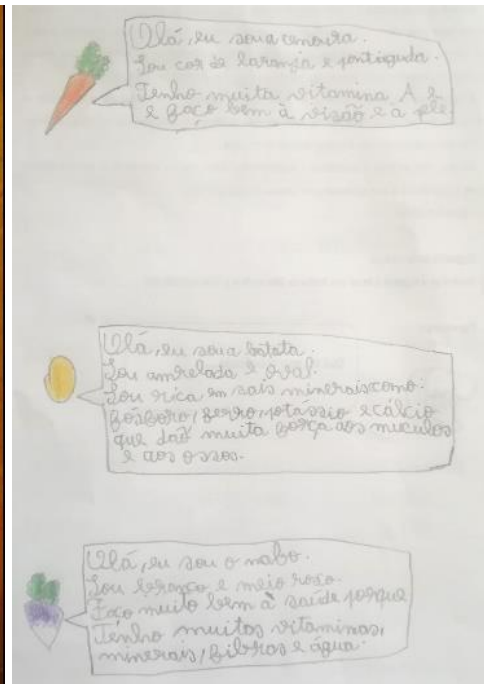 Olá, eu sou a cenoura.
Sou cor de laranja e pontiaguda.
Tenho muita vitamina A e
e faço bem à visão e a pele
Olá, eu sou a batata.
Sou amrelada e oval.
Sou rica em sais minerais como:
fósforo, ferro, potássio e cálcio
que dão muita força aos muculos
e aos ossos.
Olá, eu sou o nabo.
Sou branco e meio roxo.
Faço muito bem à saúde porque
Tenho muitos vitaminas,
minerais, fibras e água.